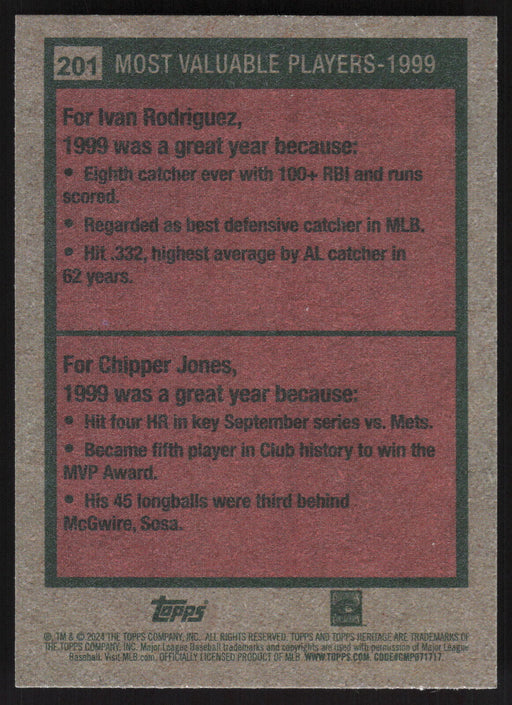 201 MOST VALUABLE PLAYERS-1999
For Ivan Rodriguez,
1999 was a great year because:
• Eighth catcher ever with 100+ RBI and runs
scored.
• Regarded as best defensive catcher in MLB.
• Hit .332, highest average by AL catcher in
62 years.
For Chipper Jones,
1999 was a great year because:
• Hit four HR in key September series vs. Mets.
• Became fifth player in Club history to win the
MVP Award.
• His 45 longballs were third behind
McGwire, Sosa.
Topps
®, TM & © 2024 THE TOPPS COMPANY, INC. ALL RIGHTS RESERVED. TOPPS AND TOPPS HERITAGE ARE TRADEMARKS OF
THE TOPPS COMPANY, INC. Major League Baseball trademarks and copyrights are used with permission of Major League
Baseball. Visit MLB.com. OFFICIALLY LICENSED PRODUCT OF MLB. WWW.TOPPS.COM. CODE#CMP071717.